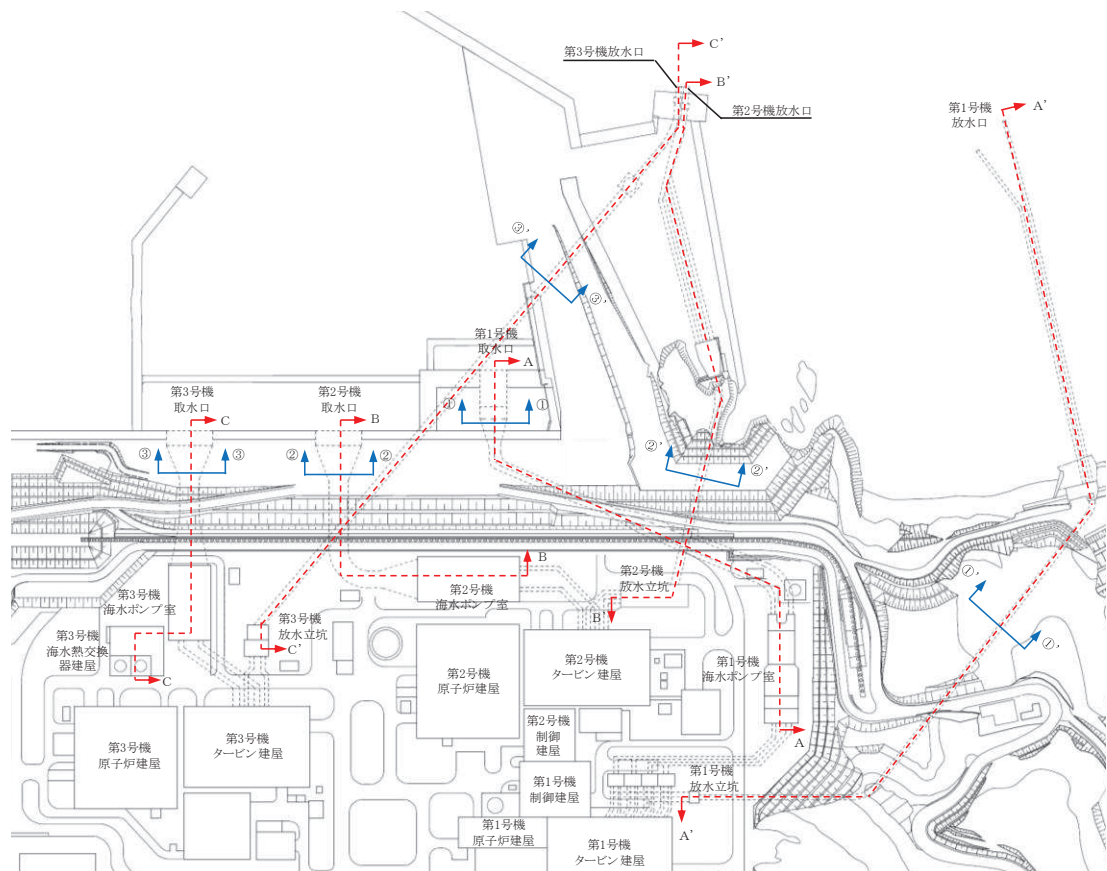 C'
第3号機放水口
B'
第2号機放水口
第1号機
放水口
A'
第1号機
取水口
A
第3号機
取水口
C
第2号機
取水口
B
①
①
③
③
②
②
②'
②'
B
第2号機
海水ポンプ室
第2号機
放水立坑
B'
第3号機
海水ポンプ室
第3号機
海水熱交換
器建屋
C
第3号機
放水立坑
C'
第2号機
原子炉建屋
第2号機
タービン建屋
第1号機
海水ポンプ室
A
第2号機
制御
建屋
第3号機
原子炉建屋
第3号機
タービン建屋
第1号機
制御建屋
第1号機
放水立坑
A'
第1号機
原子炉建屋
第1号機
タービン建屋